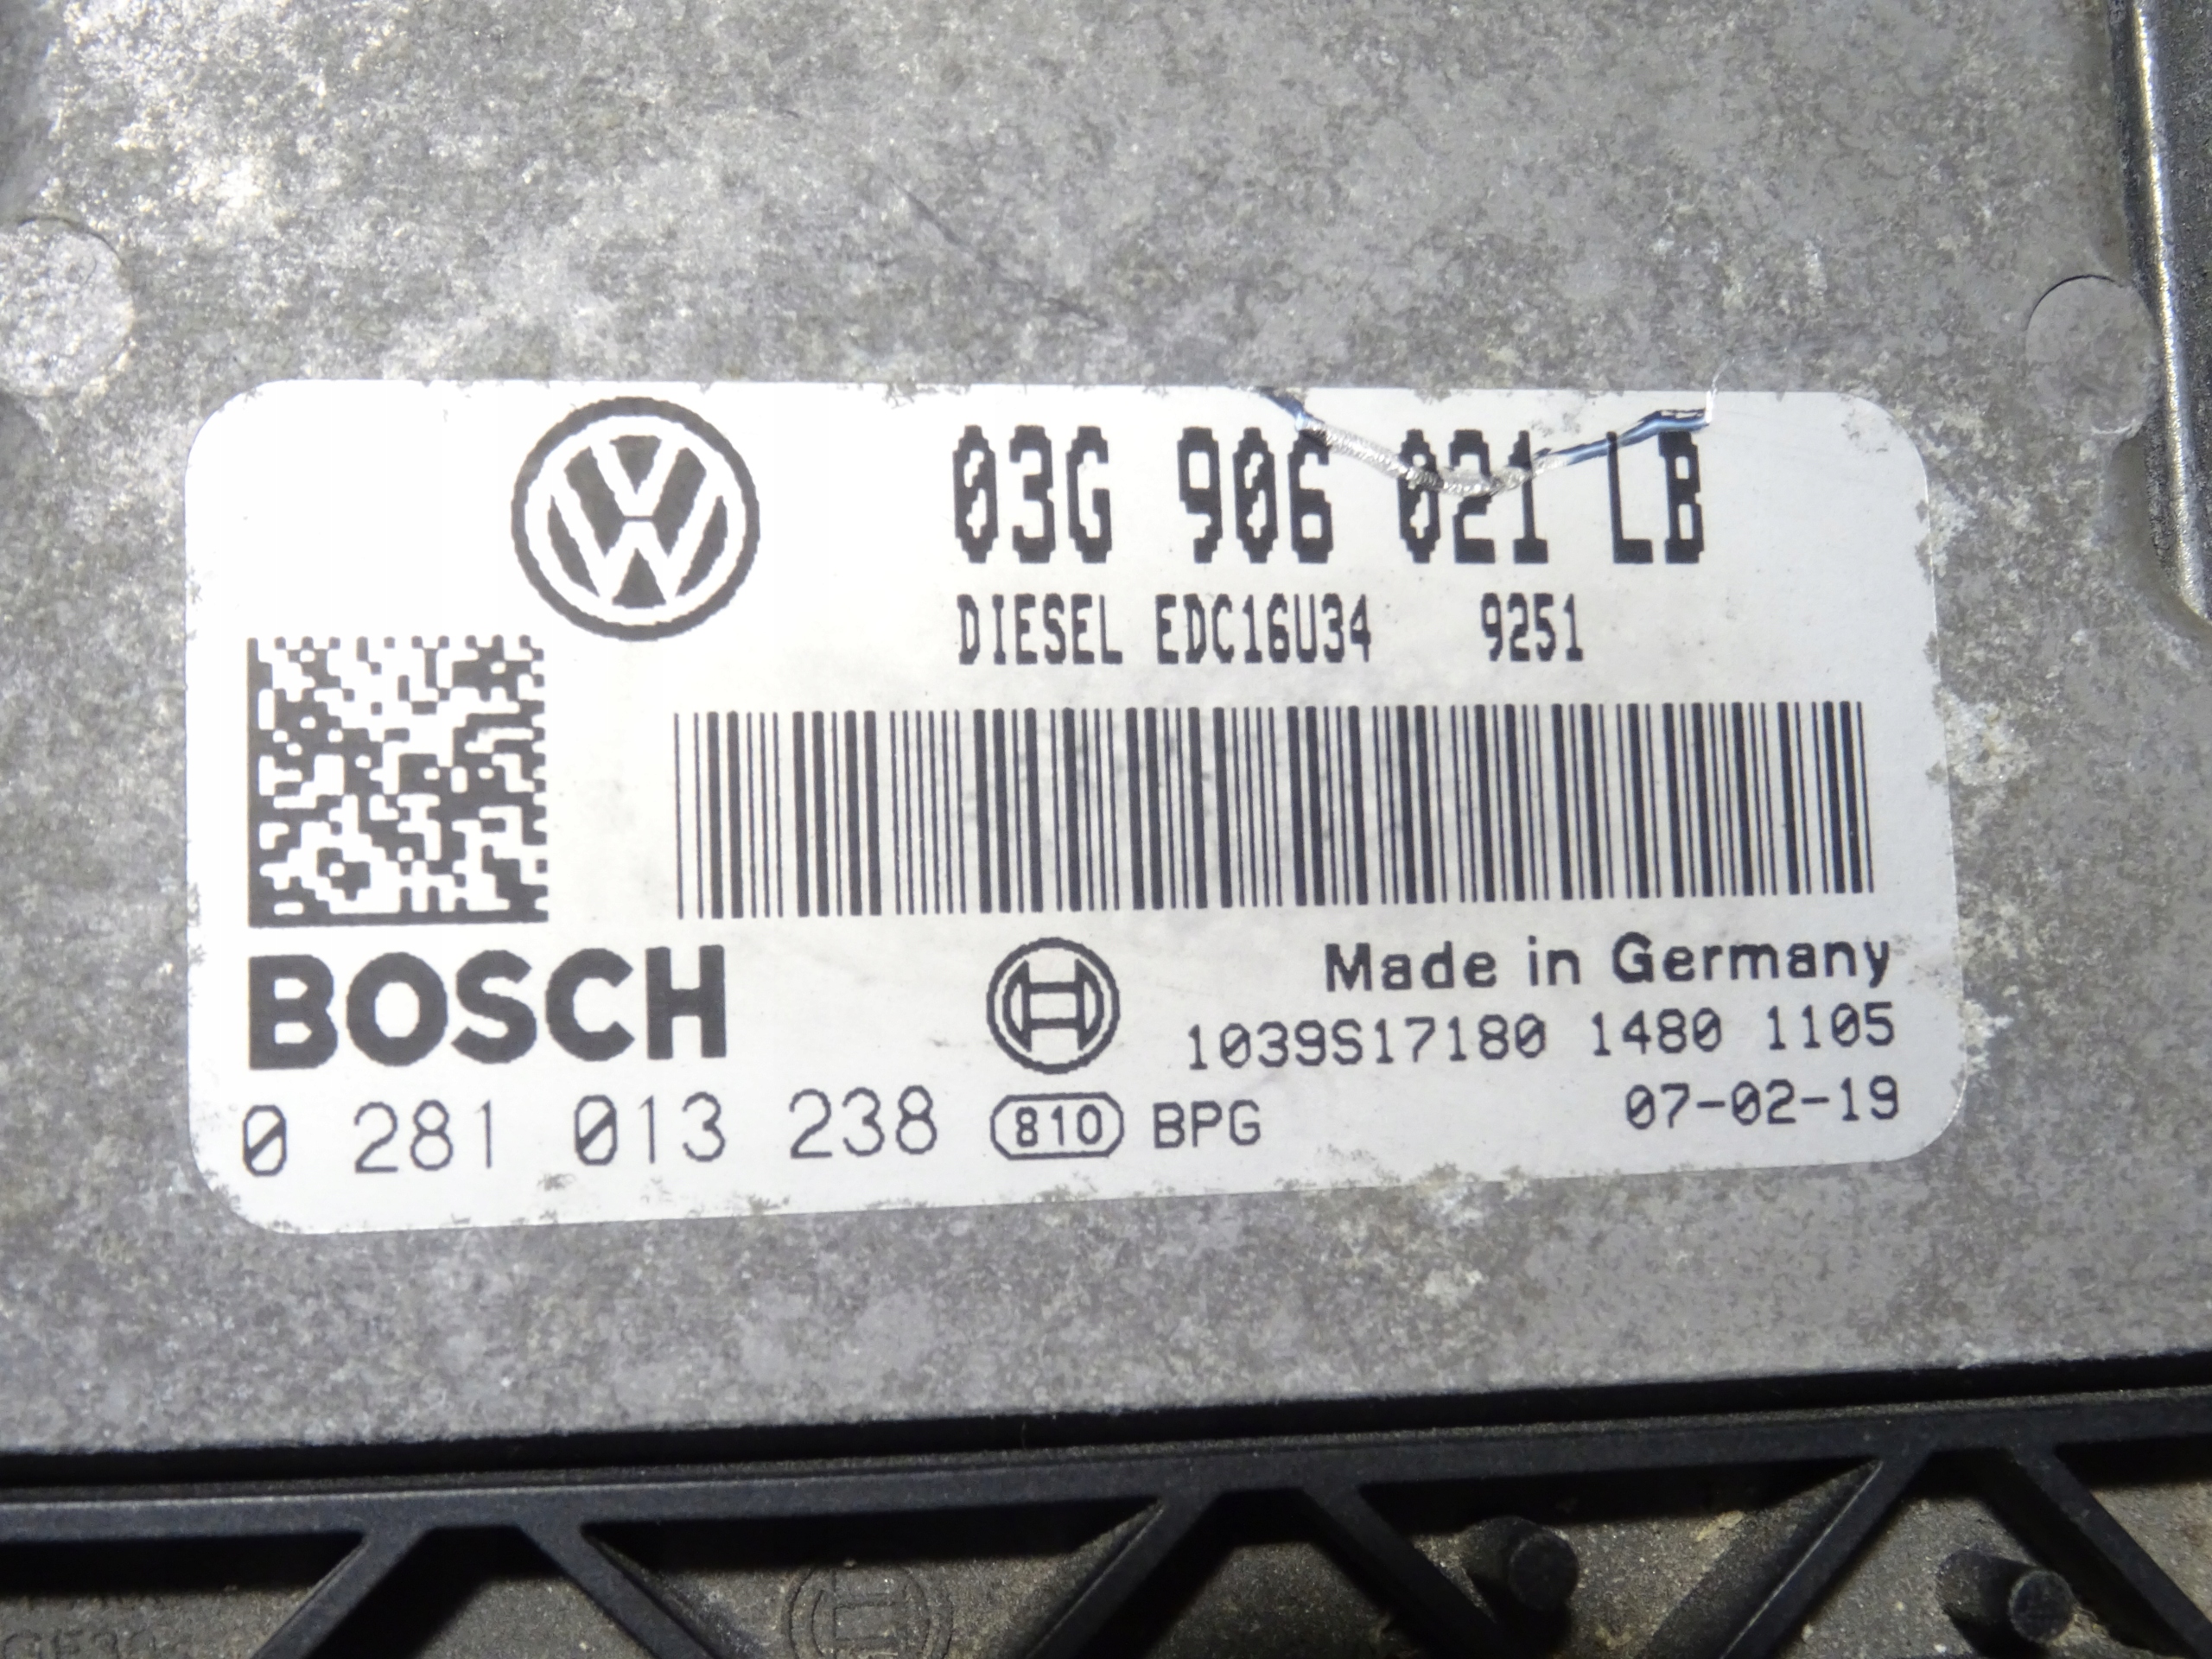 03G 906 021 LB
DIESEL EDC16U34 9251
BOSCH
Made in Germany
1039S17180 1480 1105
0 281 013 238 810 BPG 07-02-19